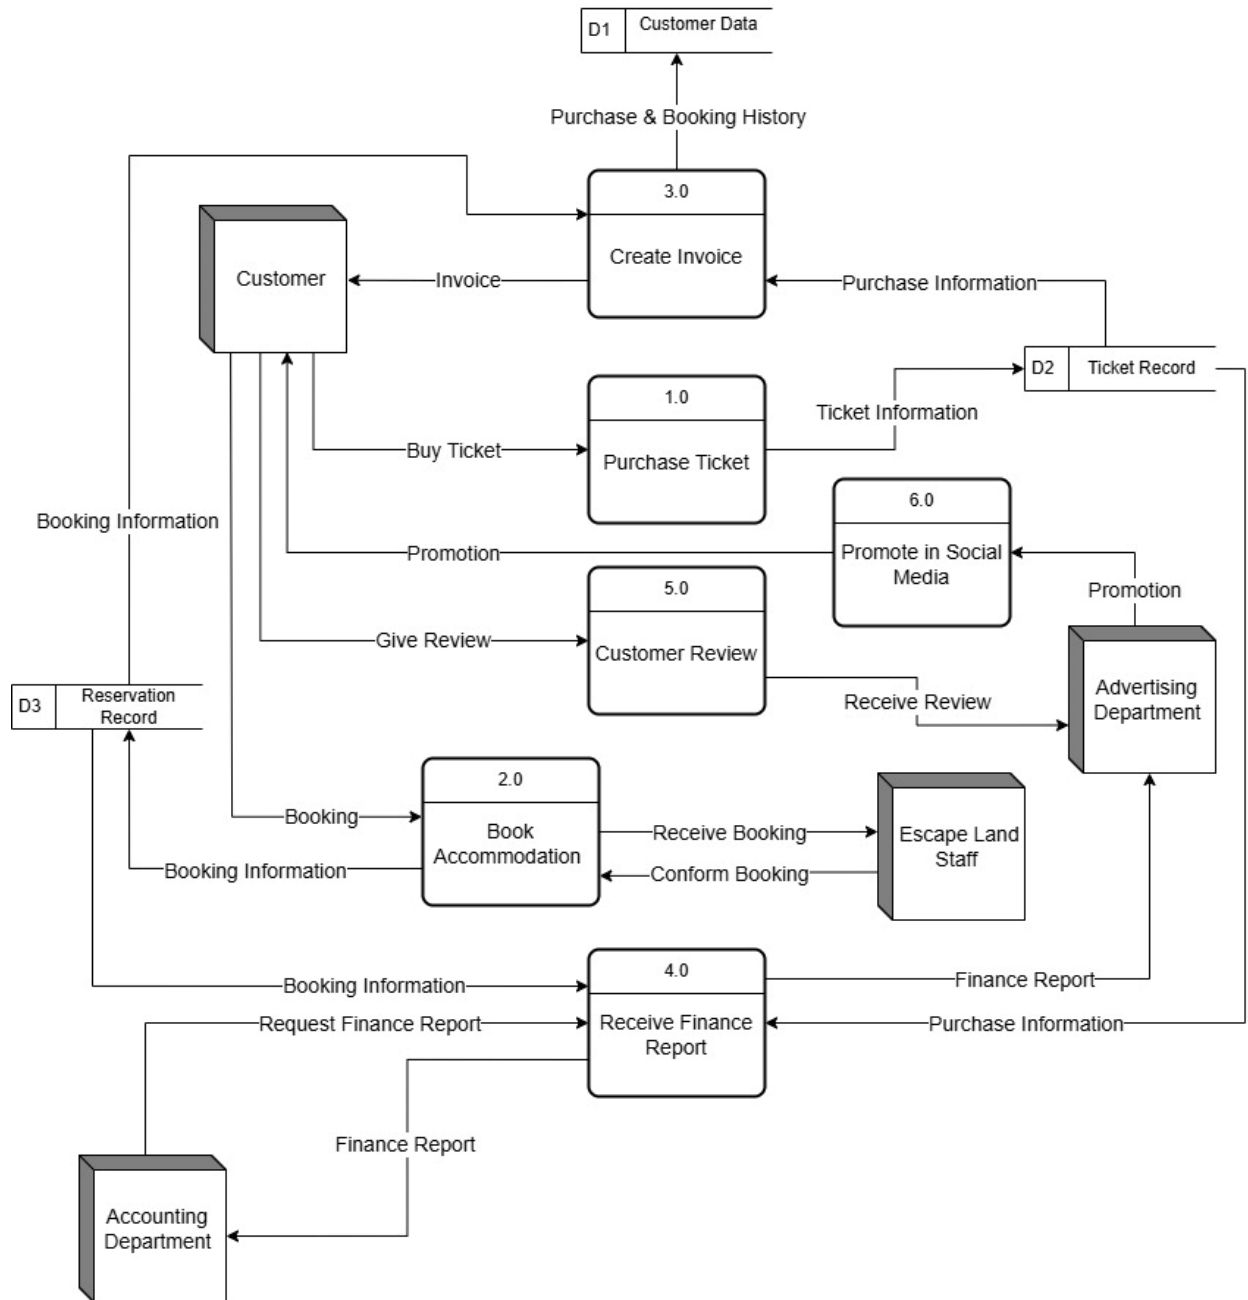 D1
Customer Data
Purchase & Booking History
3.0
Create Invoice
Customer
Invoice
Purchase Information
D2
Ticket Record
1.0
Purchase Ticket
Buy Ticket
Ticket Information
6.0
Promote in Social
Media
Booking Information
Promotion
5.0
Customer Review
Promotion
Give Review
Advertising
Department
Receive Review
D3
Reservation
Record
2.0
Book
Accommodation
Booking
Receive Booking
Escape Land
Staff
Booking Information
Conform Booking
4.0
Receive Finance
Report
Booking Information
Finance Report
Request Finance Report
Purchase Information
Finance Report
Accounting
Department